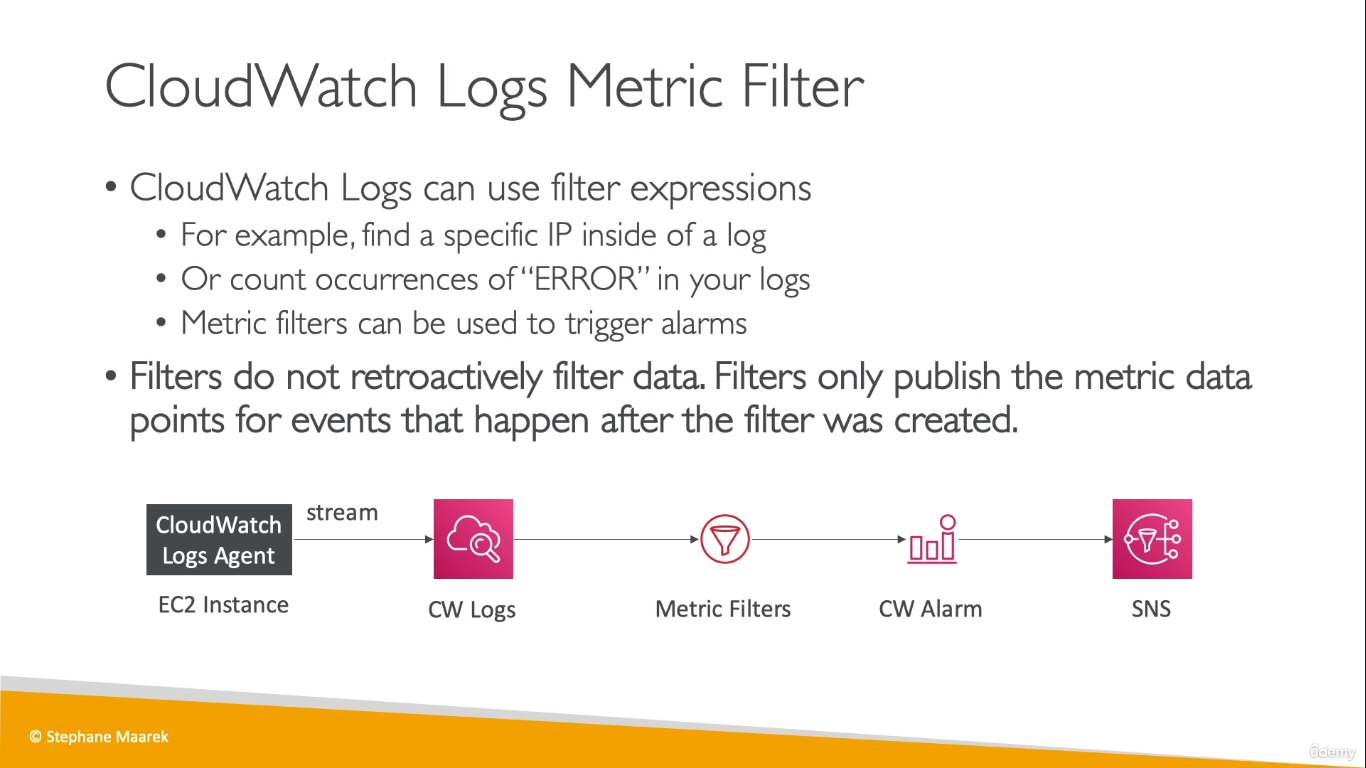 CloudWatch Logs Metric Filter
• CloudWatch Logs can use filter expressions
• For example, find a specific IP inside of a log
• Or count occurrences of “ERROR” in your logs
• Metric filters can be used to trigger alarms
• Filters do not retroactively filter data. Filters only publish the metric data
points for events that happen after the filter was created.
CloudWatch
Logs Agent
stream
EC2 Instance
CW Logs
Metric Filters
CW Alarm
SNS
© Stephane Maarek
ûdemy